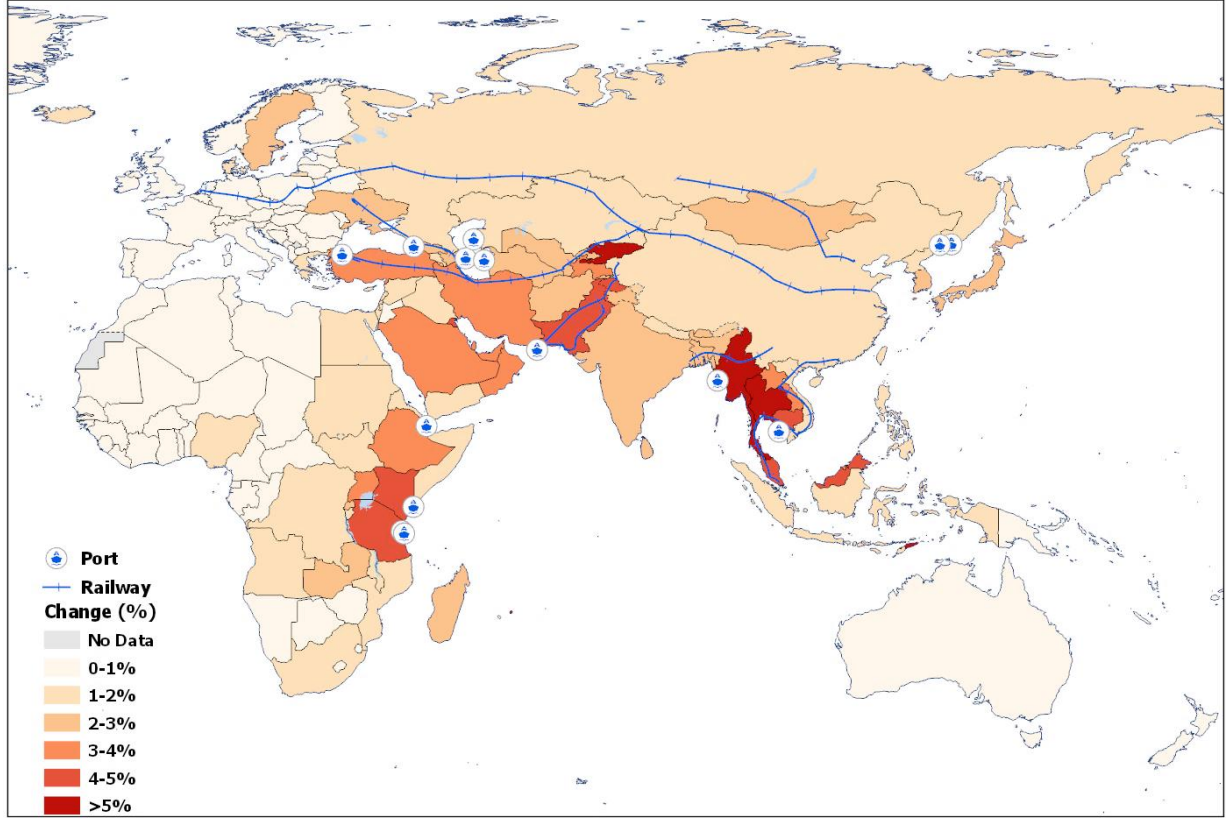 Port
Railway
Change (%)
No Data
0-1%
1-2%
2-3%
3-4%
4-5%
>5%